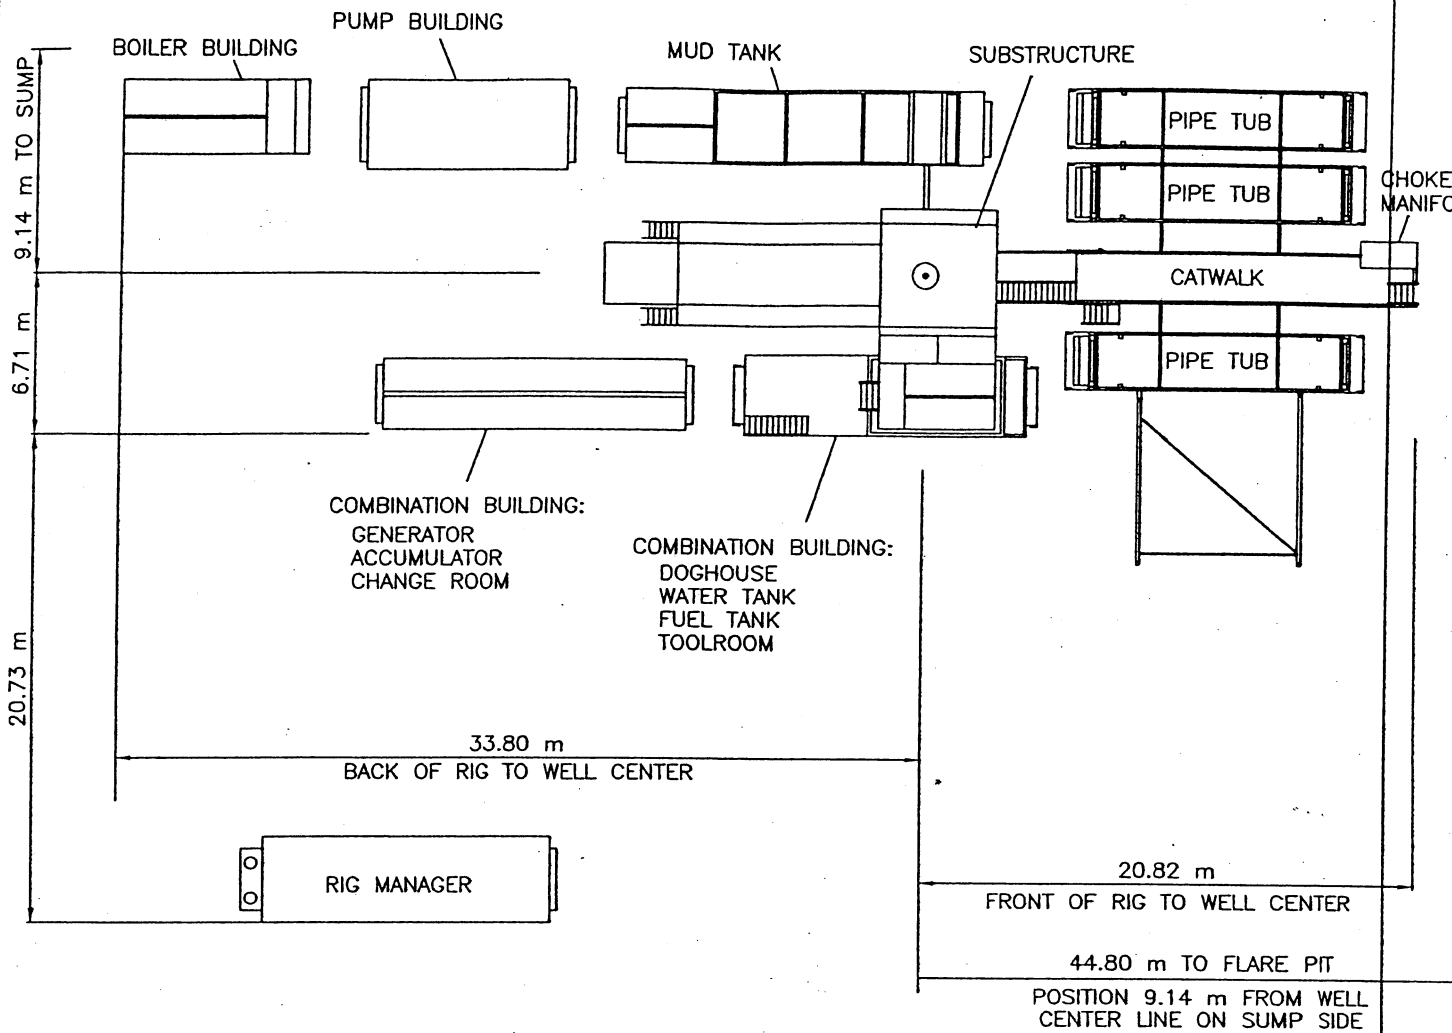 PUMP BUILDING
BOILER BUILDING
MUD TANK
SUBSTRUCTURE
9.14 m TO SUMP
PIPE TUB
PIPE TUB
CHOKE
MANIFO
CATWALK
6.71 m
PIPE TUB
COMBINATION BUILDING:
GENERATOR
ACCUMULATOR
CHANGE ROOM
COMBINATION BUILDING:
DOGHOUSE
WATER TANK
FUEL TANK
TOOLROOM
20.73 m
33.80 m
BACK OF RIG TO WELL CENTER
RIG MANAGER
20.82 m
FRONT OF RIG TO WELL CENTER
44.80 m TO FLARE PIT
POSITION 9.14 m FROM WELL
CENTER LINE ON SUMP SIDE